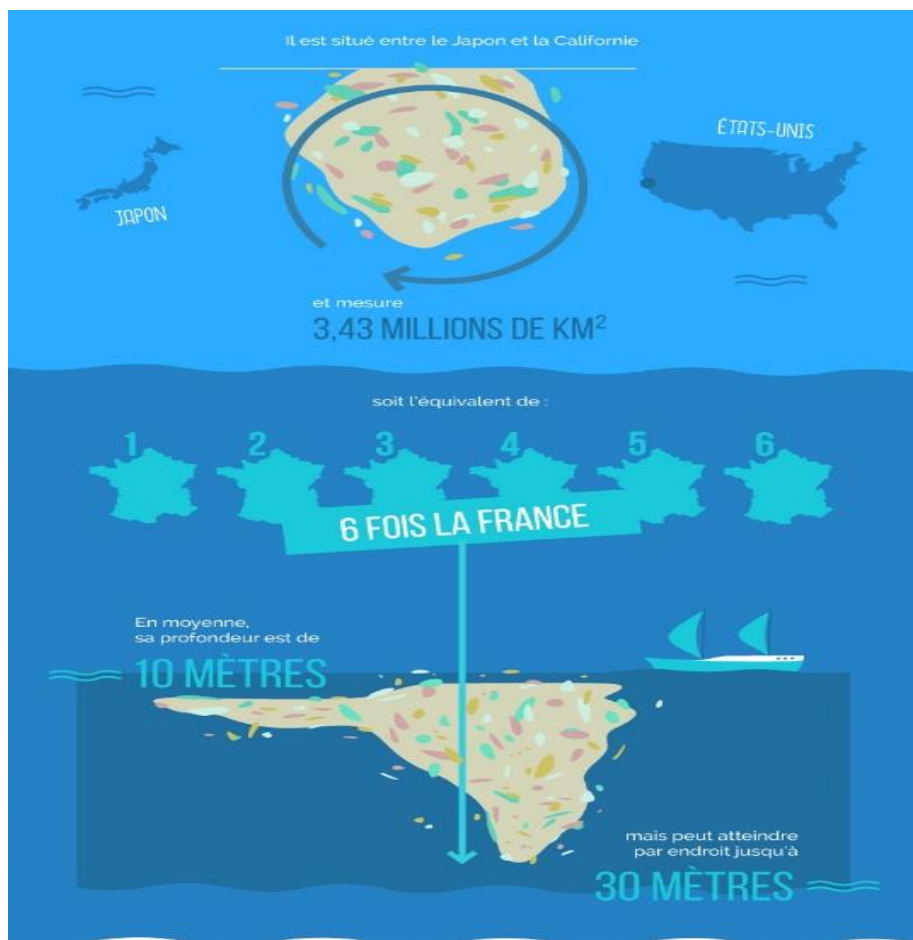 Il est situé entre le Japon et la Californie
JAPON
ÉTATS-UNIS
et mesure
3,43 MILLIONS DE KM²
soit l'équivalent de :
1 2 3 4 5 6
6 FOIS LA FRANCE
En moyenne,
sa profondeur est de
10 MÈTRES
mais peut atteindre
par endroit jusqu'à
30 MÈTRES